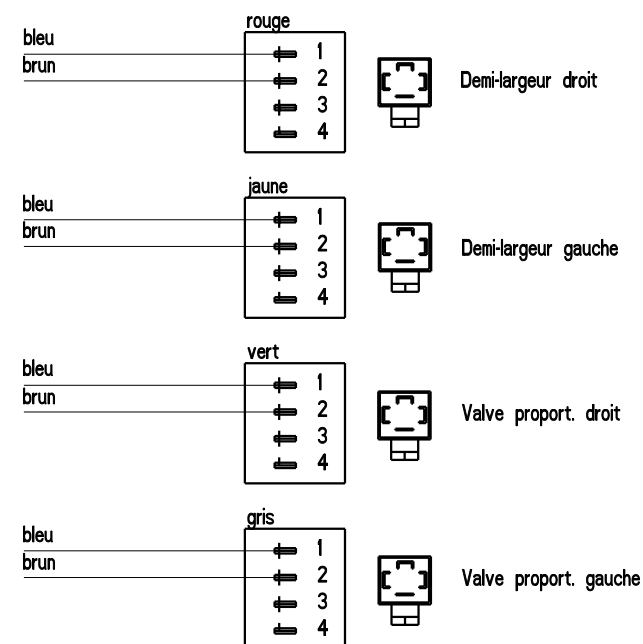 rouge
bleu
brun
1
2
3
4
Demi-largeur droit
jaune
bleu
brun
1
2
3
4
Demi-largeur gauche
vert
bleu
brun
1
2
3
4
Valve proport. droit
gris
bleu
brun
1
2
3
4
Valve proport. gauche